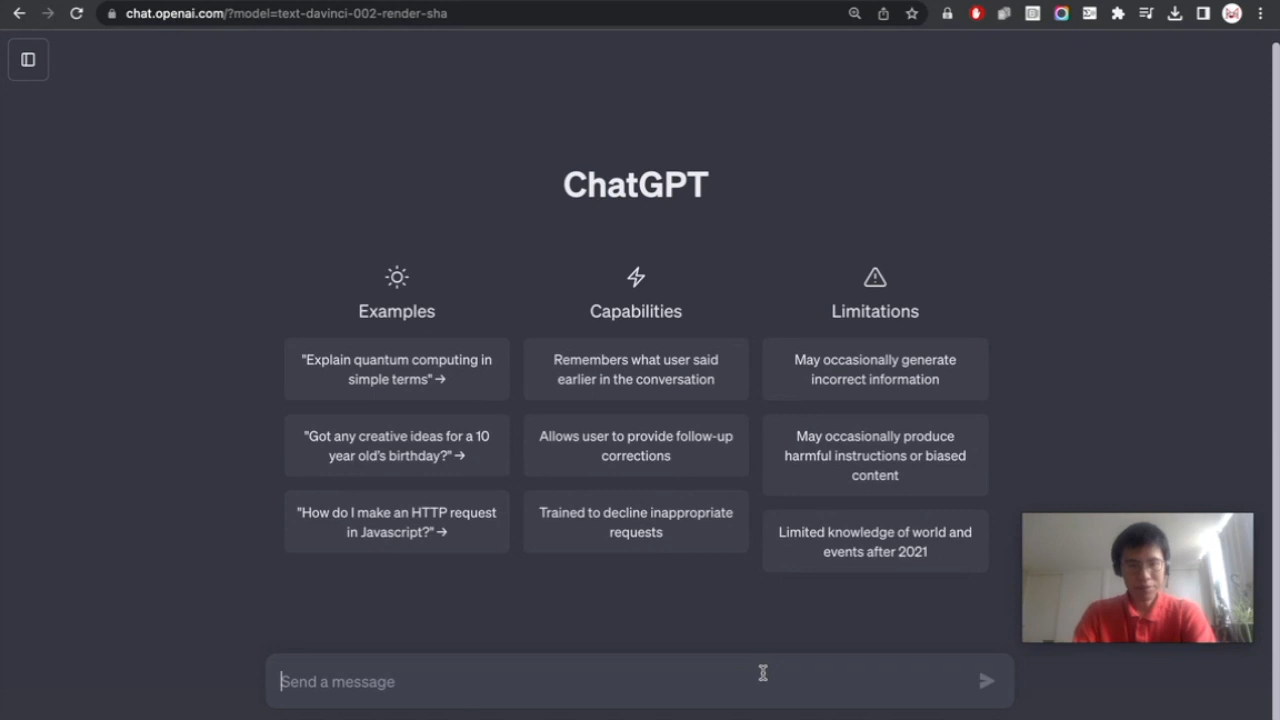 chat.openai.com/?model=text-davinci-002-render-sha
ChatGPT
Examples
"Explain quantum computing in
simple terms" →
"Got any creative ideas for a 10
year old's birthday?" →
"How do I make an HTTP request
in Javascript?" →
Capabilities
Remembers what user said
earlier in the conversation
Allows user to provide follow-up
corrections
Trained to decline inappropriate
requests
Limitations
May occasionally generate
incorrect information
May occasionally produce
harmful instructions or biased
content
Limited knowledge of world and
events after 2021
Send a message